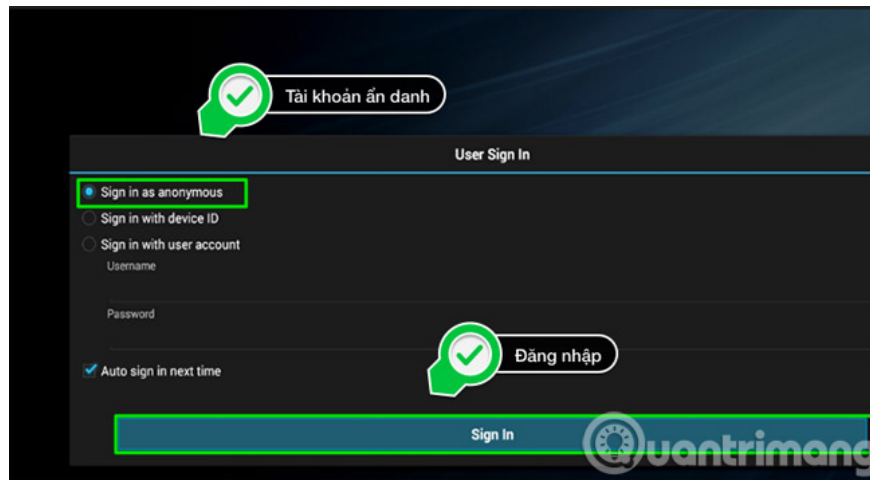 Tài khoản ẩn danh
User Sign In
Sign in as anonymous
Sign in with device ID
Sign in with user account
Username
Password
Đăng nhập
Auto sign in next time
Sign In
Quantrimang